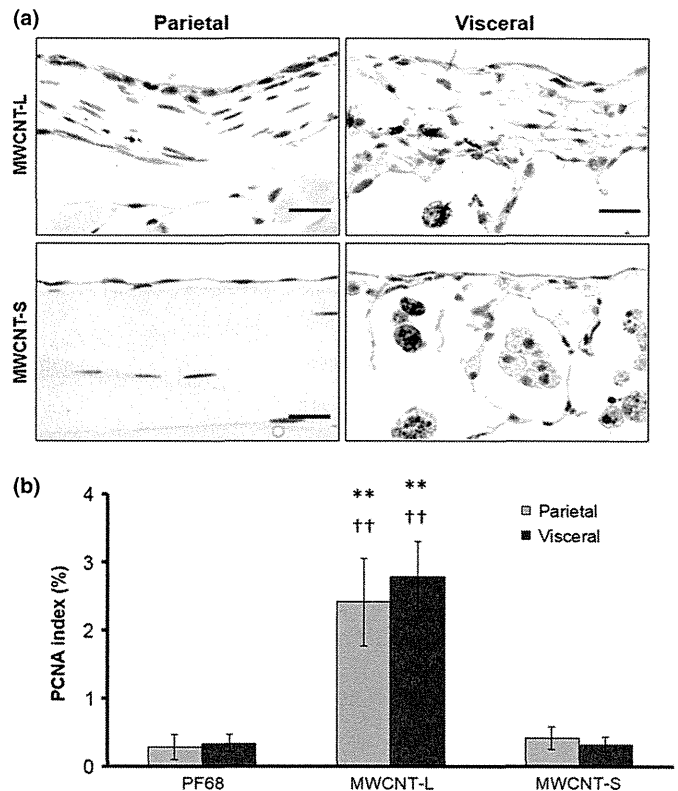 (a)
Parietal
Visceral
MWCNT-L
MWCNT-S
(b)
4
3
2
1
0
PCNA index (%)
** **
†† ††
Parietal
Visceral
PF68
MWCNT-L
MWCNT-S